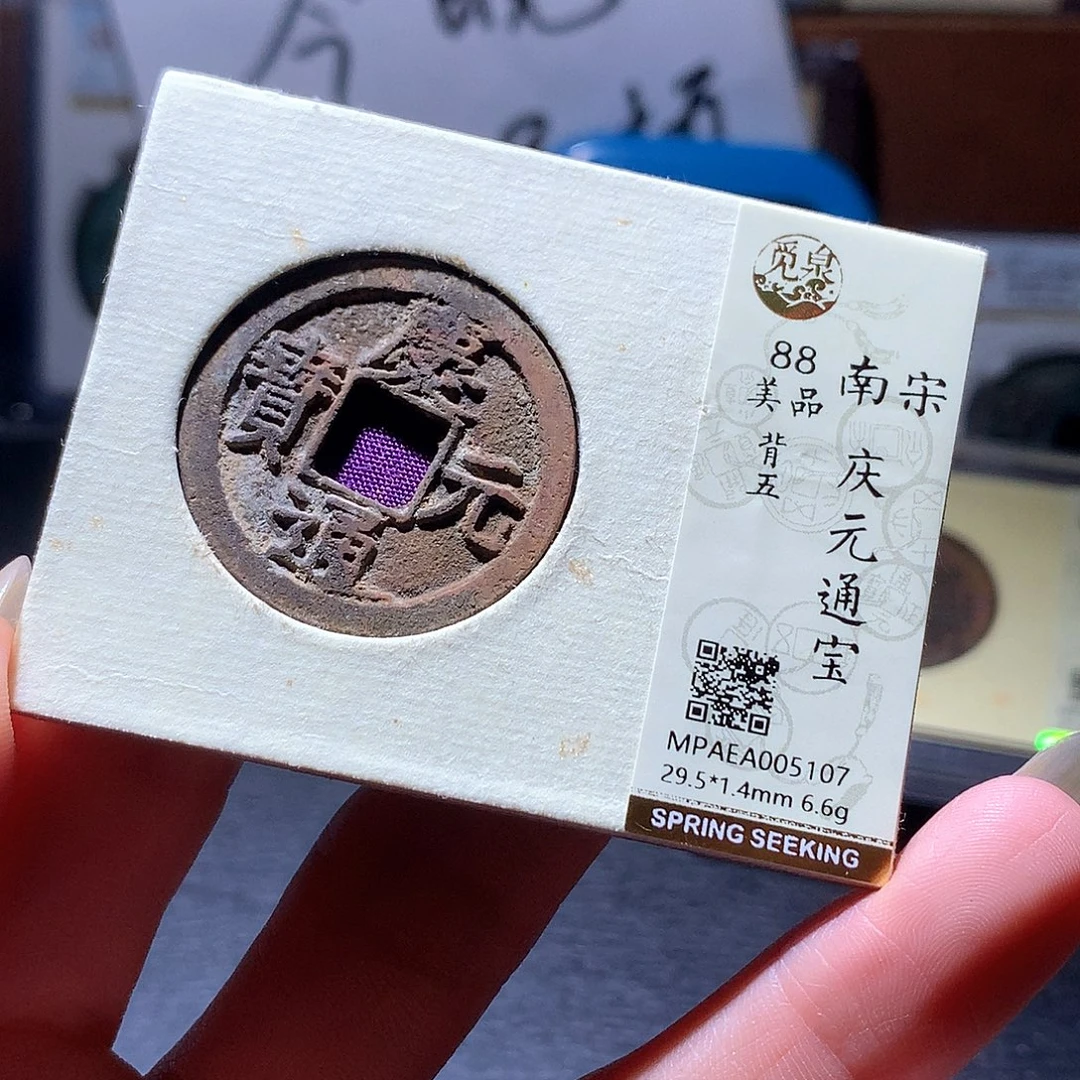 今
慶元通寶
觅泉
南宋
庆元通宝
88
美品
背五
MPAEA005107
29.5*1.4mm 6.6g
SPRING SEEKING